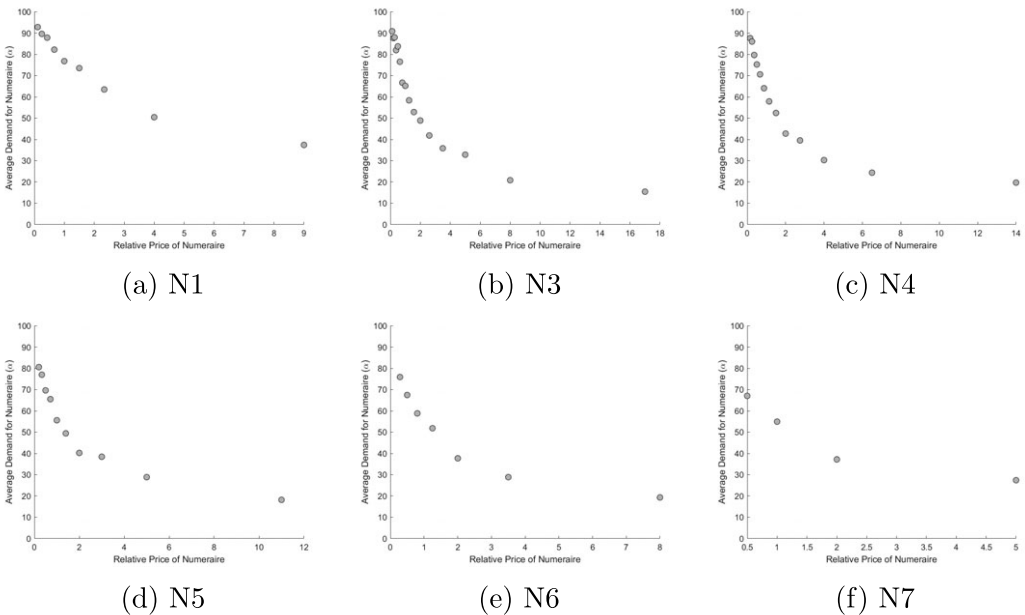 Average Demand for Numeraire (α)
100
90
80
70
60
50
40
30
20
10
0
0 1 2 3 4 5 6 7 8 9
Relative Price of Numeraire
(a) N1
Average Demand for Numeraire (α)
100
90
80
70
60
50
40
30
20
10
0
0 2 4 6 8 10 12 14 16 18
Relative Price of Numeraire
(b) N3
Average Demand for Numeraire (α)
100
90
80
70
60
50
40
30
20
10
0
0 2 4 6 8 10 12 14
Relative Price of Numeraire
(c) N4
Average Demand for Numeraire (α)
100
90
80
70
60
50
40
30
20
10
0
0 2 4 6 8 10 12
Relative Price of Numeraire
(d) N5
Average Demand for Numeraire (α)
100
90
80
70
60
50
40
30
20
10
0
0 1 2 3 4 5 6 7 8
Relative Price of Numeraire
(e) N6
Average Demand for Numeraire (α)
100
90
80
70
60
50
40
30
20
10
0
0.5 1 1.5 2 2.5 3 3.5 4 4.5 5
Relative Price of Numeraire
(f) N7